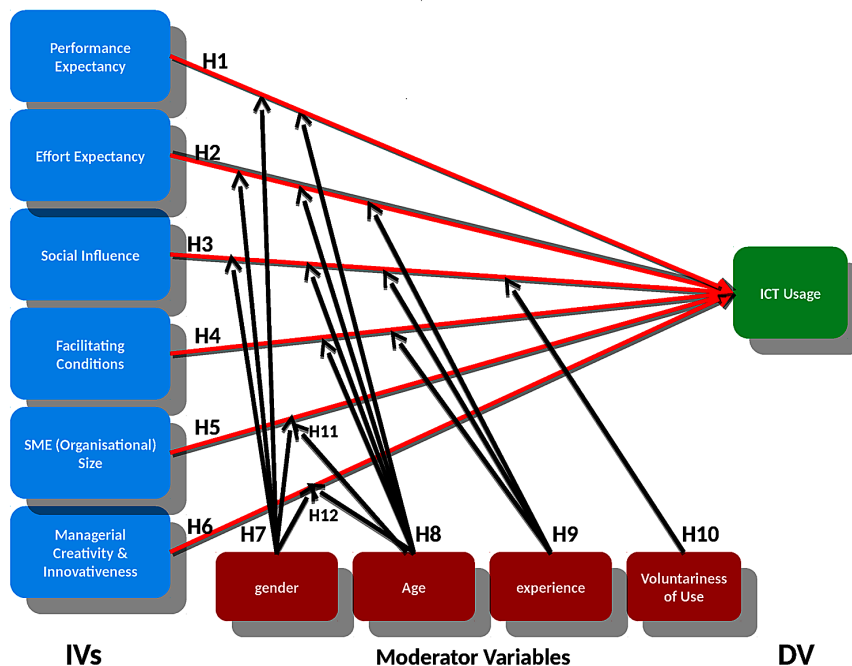 Performance
Expectancy
H1
Effort Expectancy
H2
Social Influence
H3
ICT Usage
Facilitating
Conditions
H4
SME (Organisational)
Size
H5
H11
Managerial
Creativity &
Innovativeness
H6
H12
H7
H8
H9
H10
gender
Age
experience
Voluntariness
of Use
IVs
Moderator Variables
DV